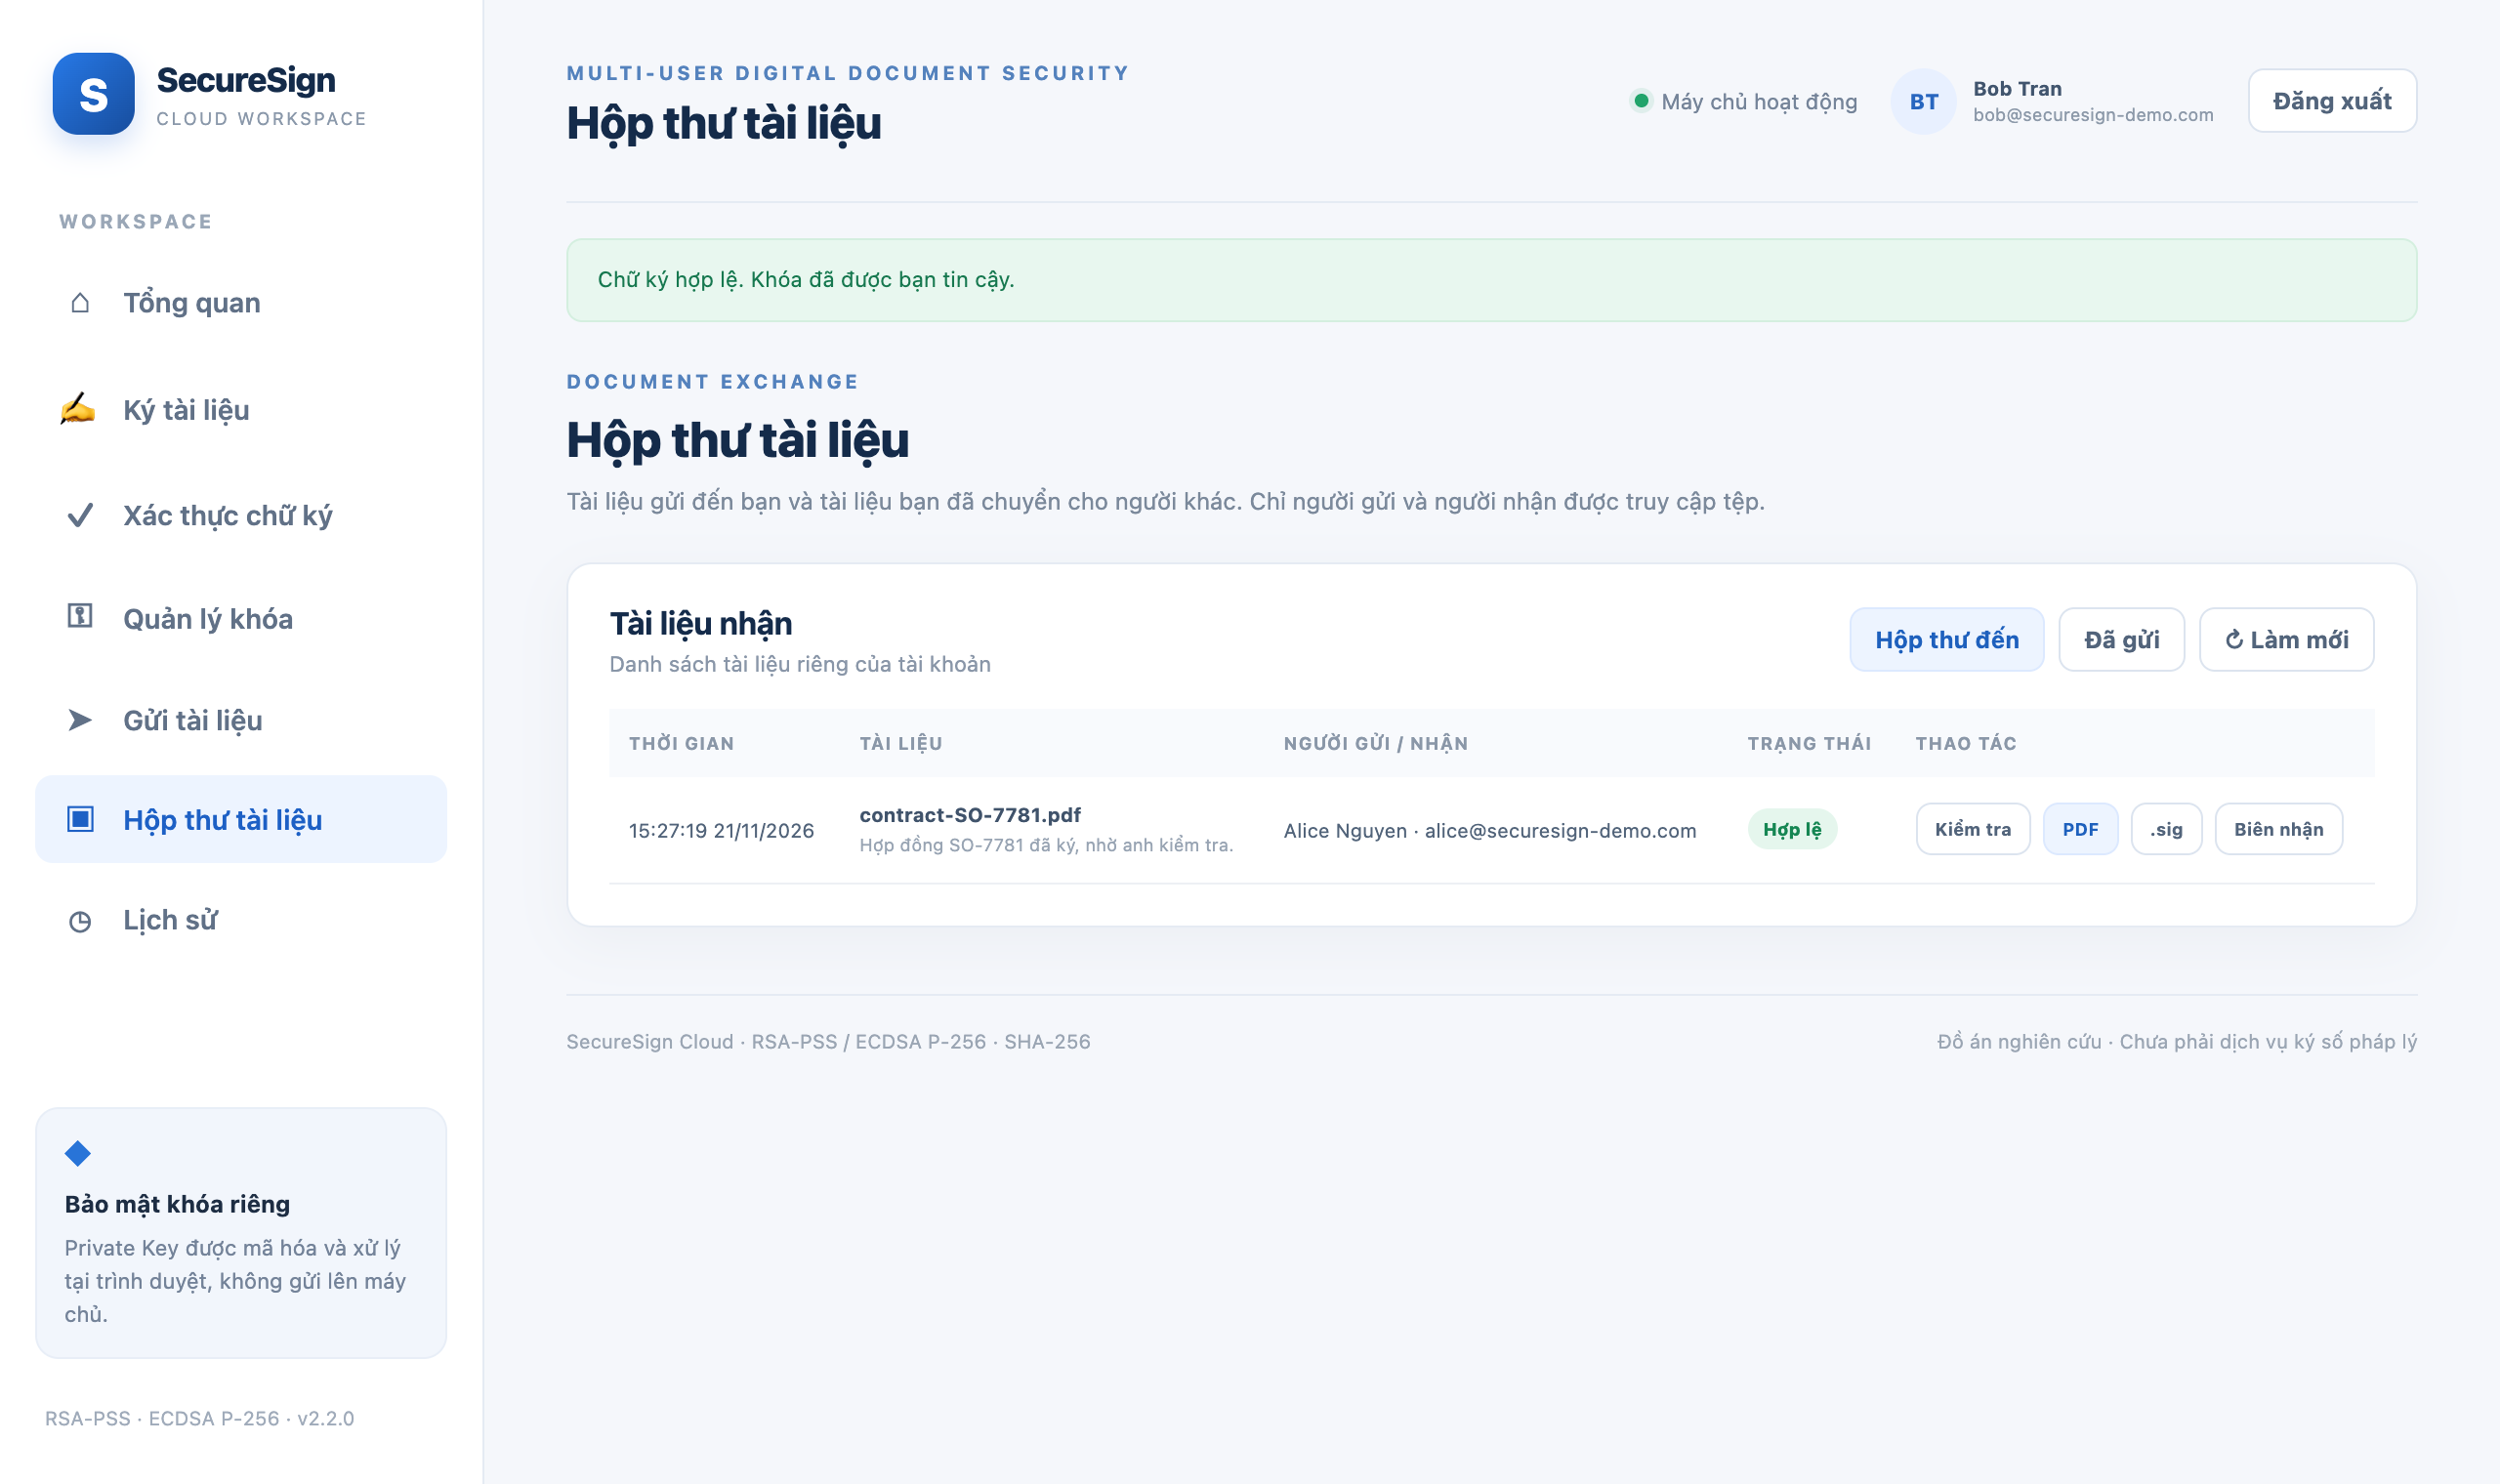 S
SecureSign
CLOUD WORKSPACE
WORKSPACE
Tổng quan
Ký tài liệu
Xác thực chữ ký
Quản lý khóa
Gửi tài liệu
Hộp thư tài liệu
Lịch sử
Bảo mật khóa riêng
Private Key được mã hóa và xử lý
tại trình duyệt, không gửi lên máy
chủ.
RSA-PSS · ECDSA P-256 · v2.2.0
MULTI-USER DIGITAL DOCUMENT SECURITY
Hộp thư tài liệu
Máy chủ hoạt động
BT
Bob Tran
bob@securesign-demo.com
Đăng xuất
Chữ ký hợp lệ. Khóa đã được bạn tin cậy.
DOCUMENT EXCHANGE
Hộp thư tài liệu
Tài liệu gửi đến bạn và tài liệu bạn đã chuyển cho người khác. Chỉ người gửi và người nhận được truy cập tệp.
Tài liệu nhận
Danh sách tài liệu riêng của tài khoản
Hộp thư đến
Đã gửi
↻ Làm mới
THỜI GIAN
TÀI LIỆU
NGƯỜI GỬI / NHẬN
TRẠNG THÁI
THAO TÁC
15:27:19 21/11/2026
contract-SO-7781.pdf
Hợp đồng SO-7781 đã ký, nhờ anh kiểm tra.
Alice Nguyen · alice@securesign-demo.com
Hợp lệ
Kiểm tra
PDF
.sig
Biên nhận
SecureSign Cloud · RSA-PSS / ECDSA P-256 · SHA-256
Đồ án nghiên cứu · Chưa phải dịch vụ ký số pháp lý